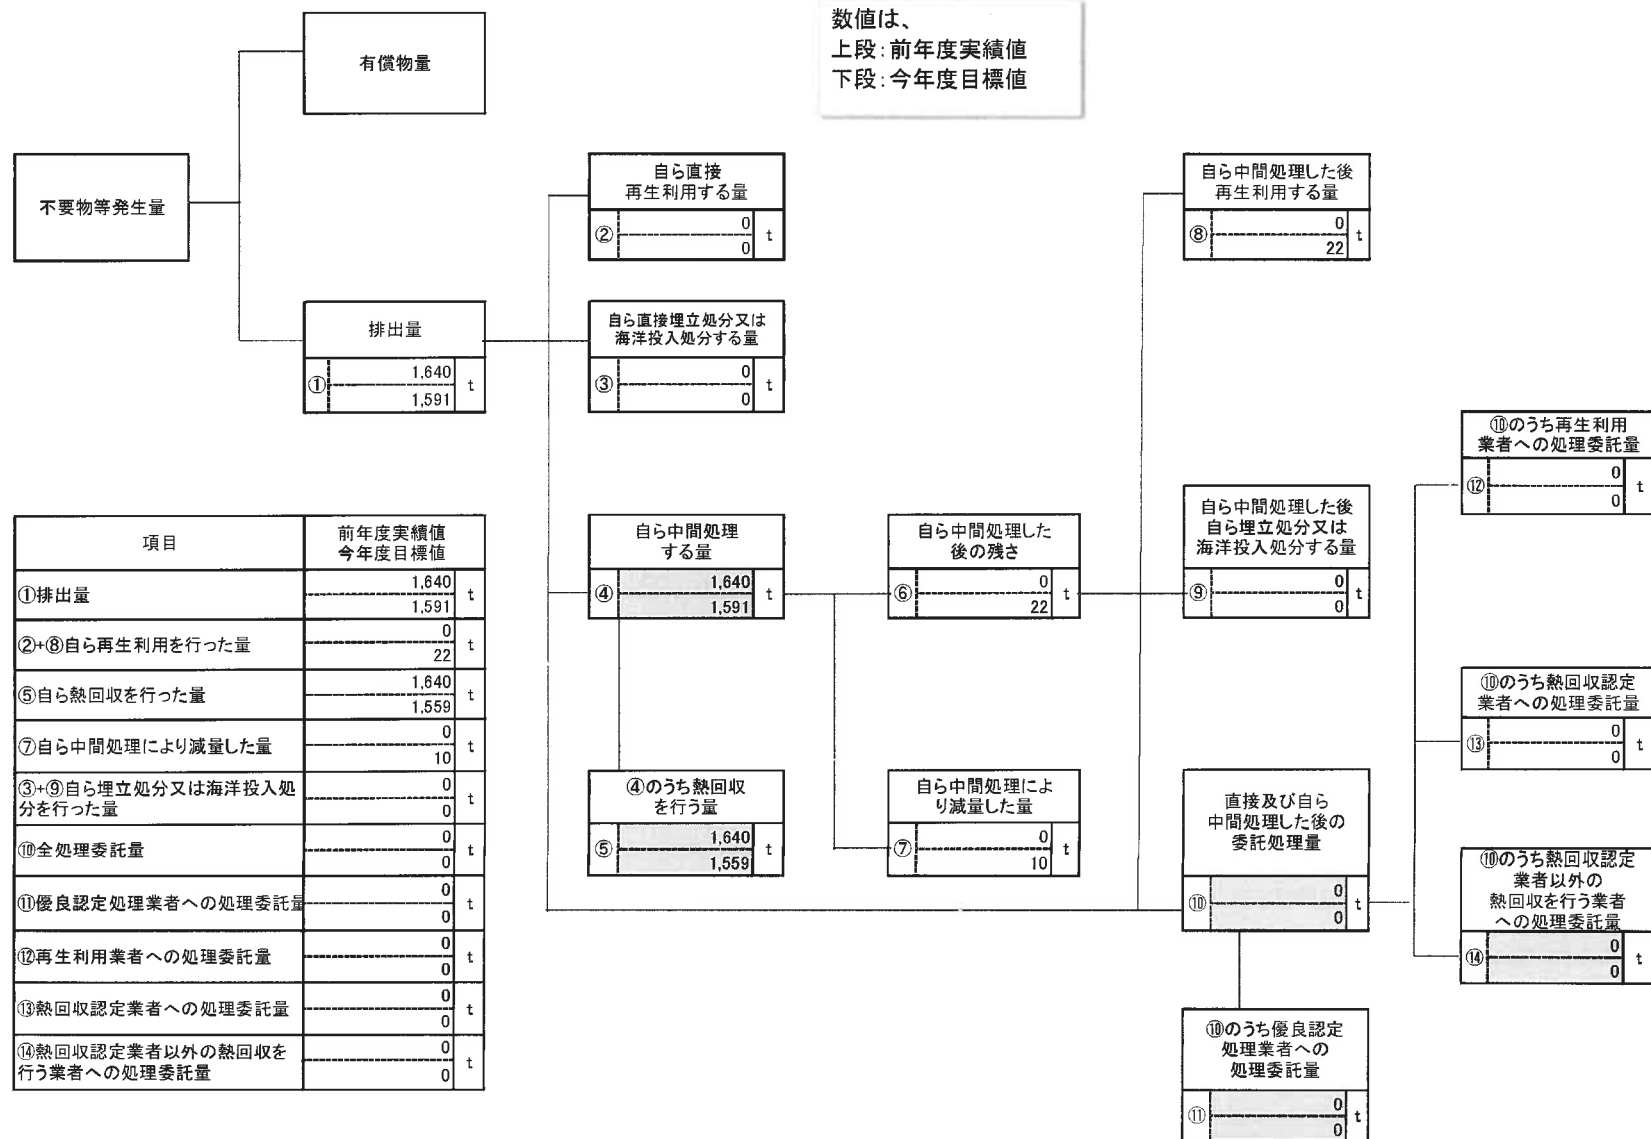 数値は、
上段:前年度実績値
下段:今年度目標値
有償物量
不要物等発生量
自ら直接
再生利用する量
② 0 t
0
自ら中間処理した後
再生利用する量
⑧ 0 t
22
排出量
① 1,640 t
1,591
自ら直接埋立処分又は
海洋投入処分する量
③ 0 t
0
⑩のうち再生利用
業者への処理委託量
⑫ 0 t
0
自ら中間処理
する量
④ 1,640 t
1,591
自ら中間処理した
後の残さ
⑥ 0 t
22
自ら中間処理した後
自ら埋立処分又は
海洋投入処分する量
⑨ 0 t
0
⑩のうち熱回収認定
業者への処理委託量
⑬ 0 t
0
④のうち熱回収
を行う量
⑤ 1,640 t
1,559
自ら中間処理によ
り減量した量
⑦ 0 t
10
直接及び自ら
中間処理した後の
委託処理量
⑩ 0 t
0
⑩のうち熱回収認定
業者以外の
熱回収を行う業者
への処理委託量
⑭ 0 t
0
⑩のうち優良認定
処理業者への
処理委託量
⑪ 0 t
0
項目 前年度実績値
今年度目標値
①排出量 1,640 t
1,591
②+⑧自ら再生利用を行った量 0 t
22
⑤自ら熱回収を行った量 1,640 t
1,559
⑦自ら中間処理により減量した量 0 t
10
③+⑨自ら埋立処分又は海洋投入処 0 t
分を行った量 0
⑩全処理委託量 0 t
0
⑪優良認定処理業者への処理委託量 0 t
0
⑫再生利用業者への処理委託量 0 t
0
⑬熱回収認定業者への処理委託量 0 t
0
⑭熱回収認定業者以外の熱回収を 0 t
行う業者への処理委託量 0